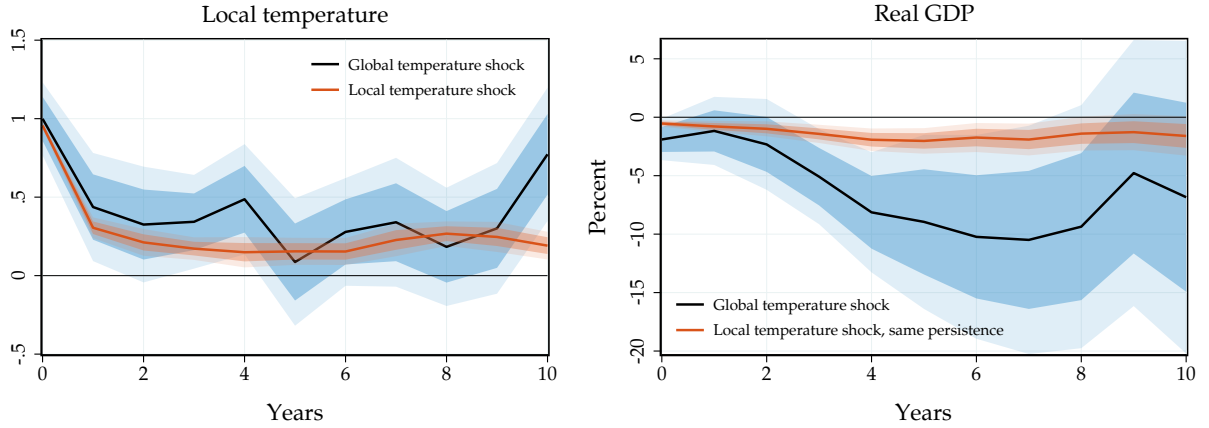 Local temperature
1.5
1
.5
0
-.5
Global temperature shock
Local temperature shock
0 2 4 6 8 10
Years
Real GDP
Percent
5
0
-5
-10
-15
-20
Global temperature shock
Local temperature shock, same persistence
0 2 4 6 8 10
Years